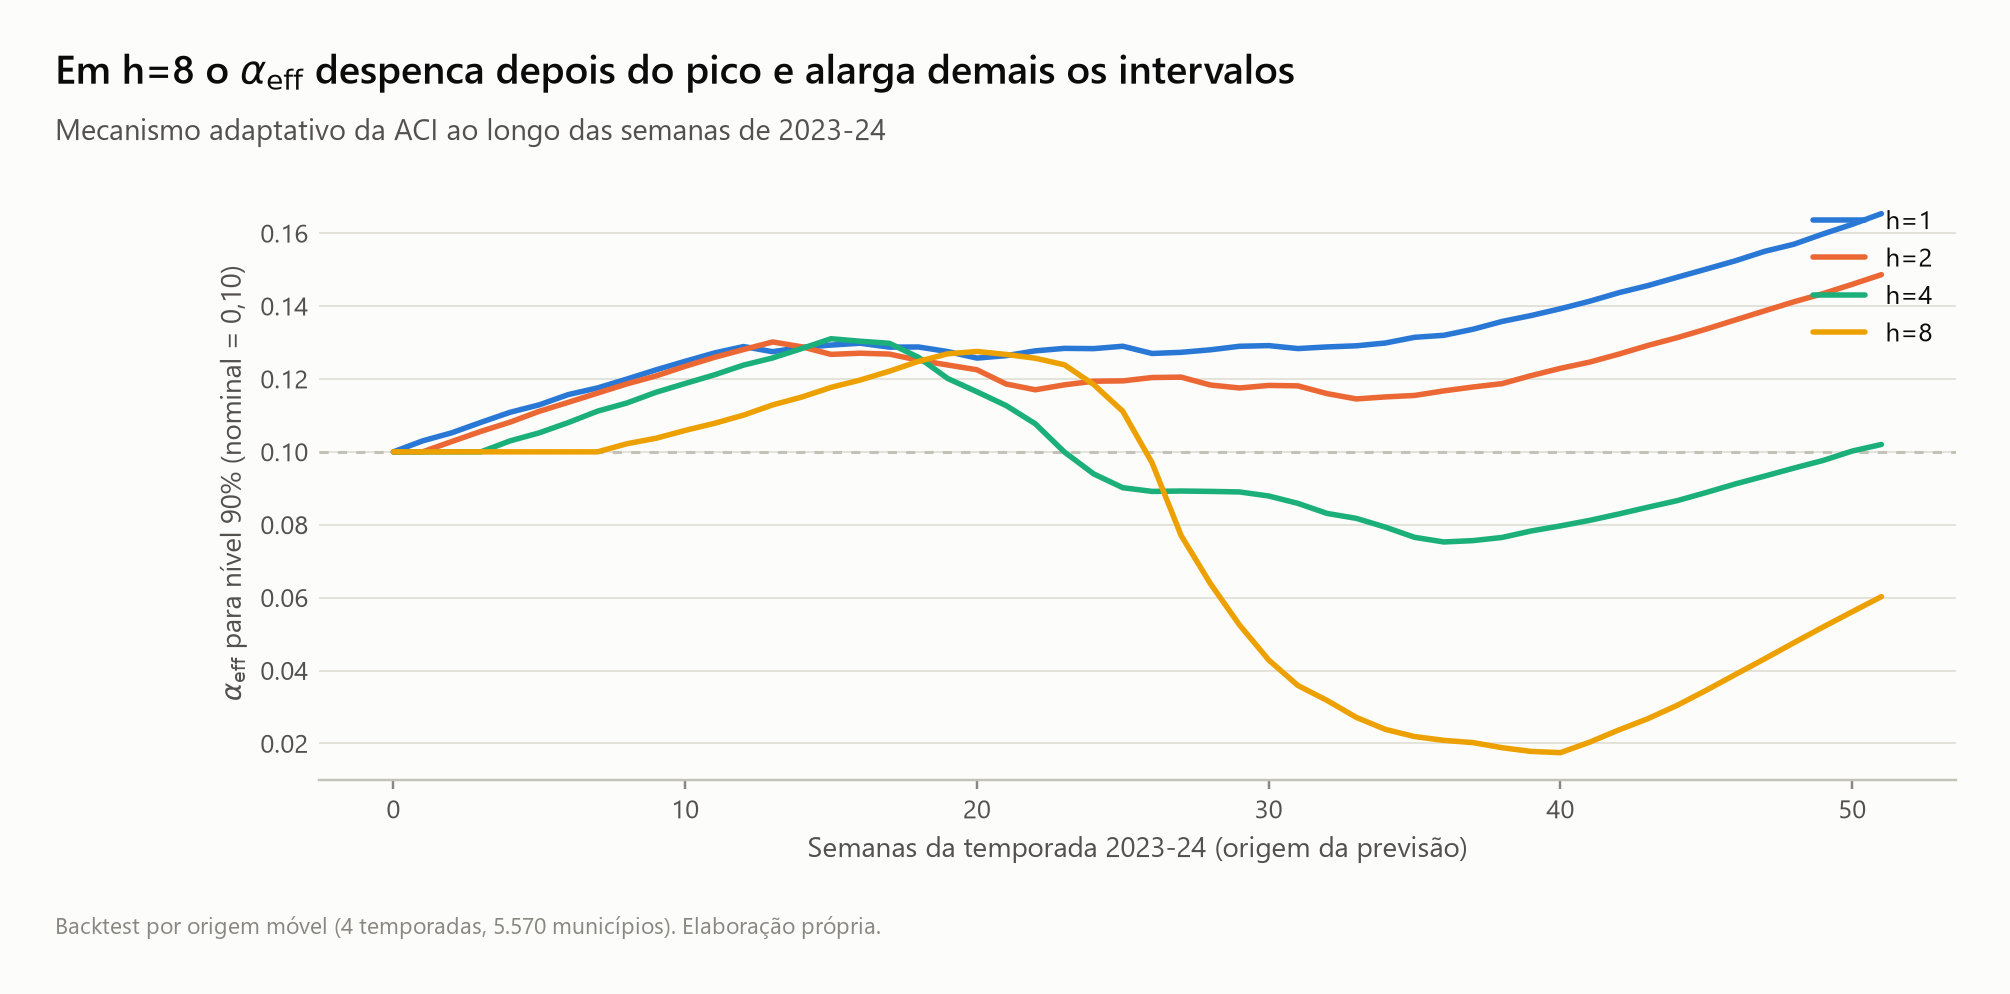 Em h=8 o αeff despenca depois do pico e alarga demais os intervalos
Mecanismo adaptativo da ACI ao longo das semanas de 2023-24
αeff para nível 90% (nominal = 0,10)
0.16
0.14
0.12
0.10
0.08
0.06
0.04
0.02
h=1
h=2
h=4
h=8
0 10 20 30 40 50
Semanas da temporada 2023-24 (origem da previsão)
Backtest por origem móvel (4 temporadas, 5.570 municípios). Elaboração própria.